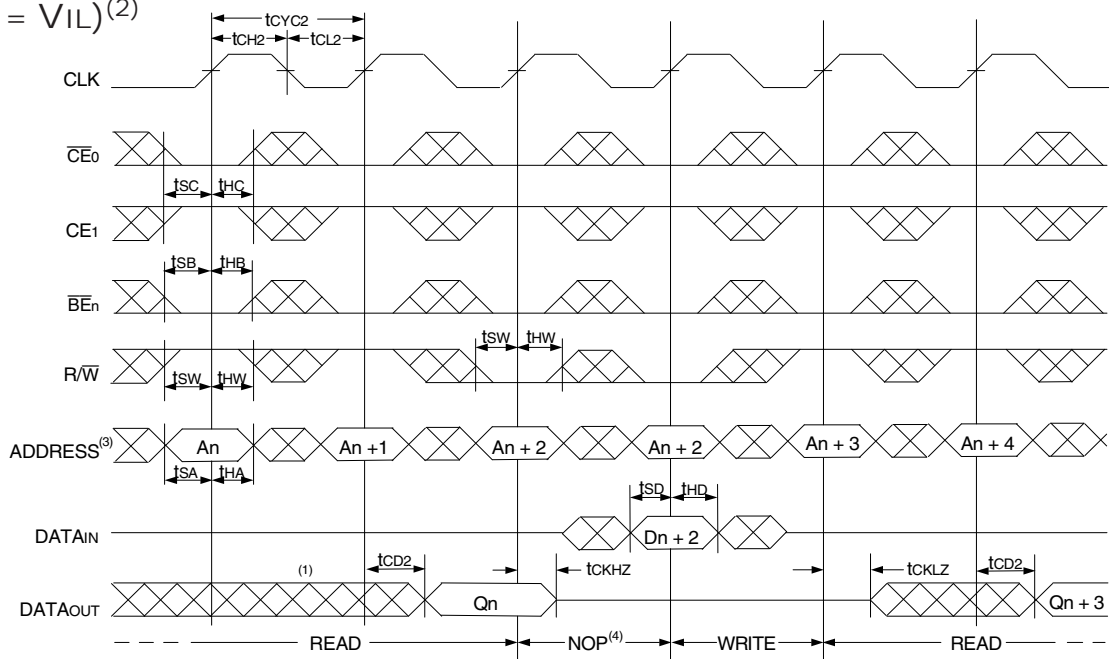 = VIL)(2)
tCYC2
tCH2 tCL2
CLK
CE0
tSC tHC
CE1
tSB tHB
BEn
tSW tHW
R/W
tSW tHW
ADDRESS(3) An An +1 An + 2 An + 2 An + 3 An + 4
tSA tHA
tSD tHD
DATAIN Dn + 2
tCD2 tCKHZ tCKLZ tCD2
(1)
DATAOUT Qn Qn + 3
READ NOP(4) WRITE READ